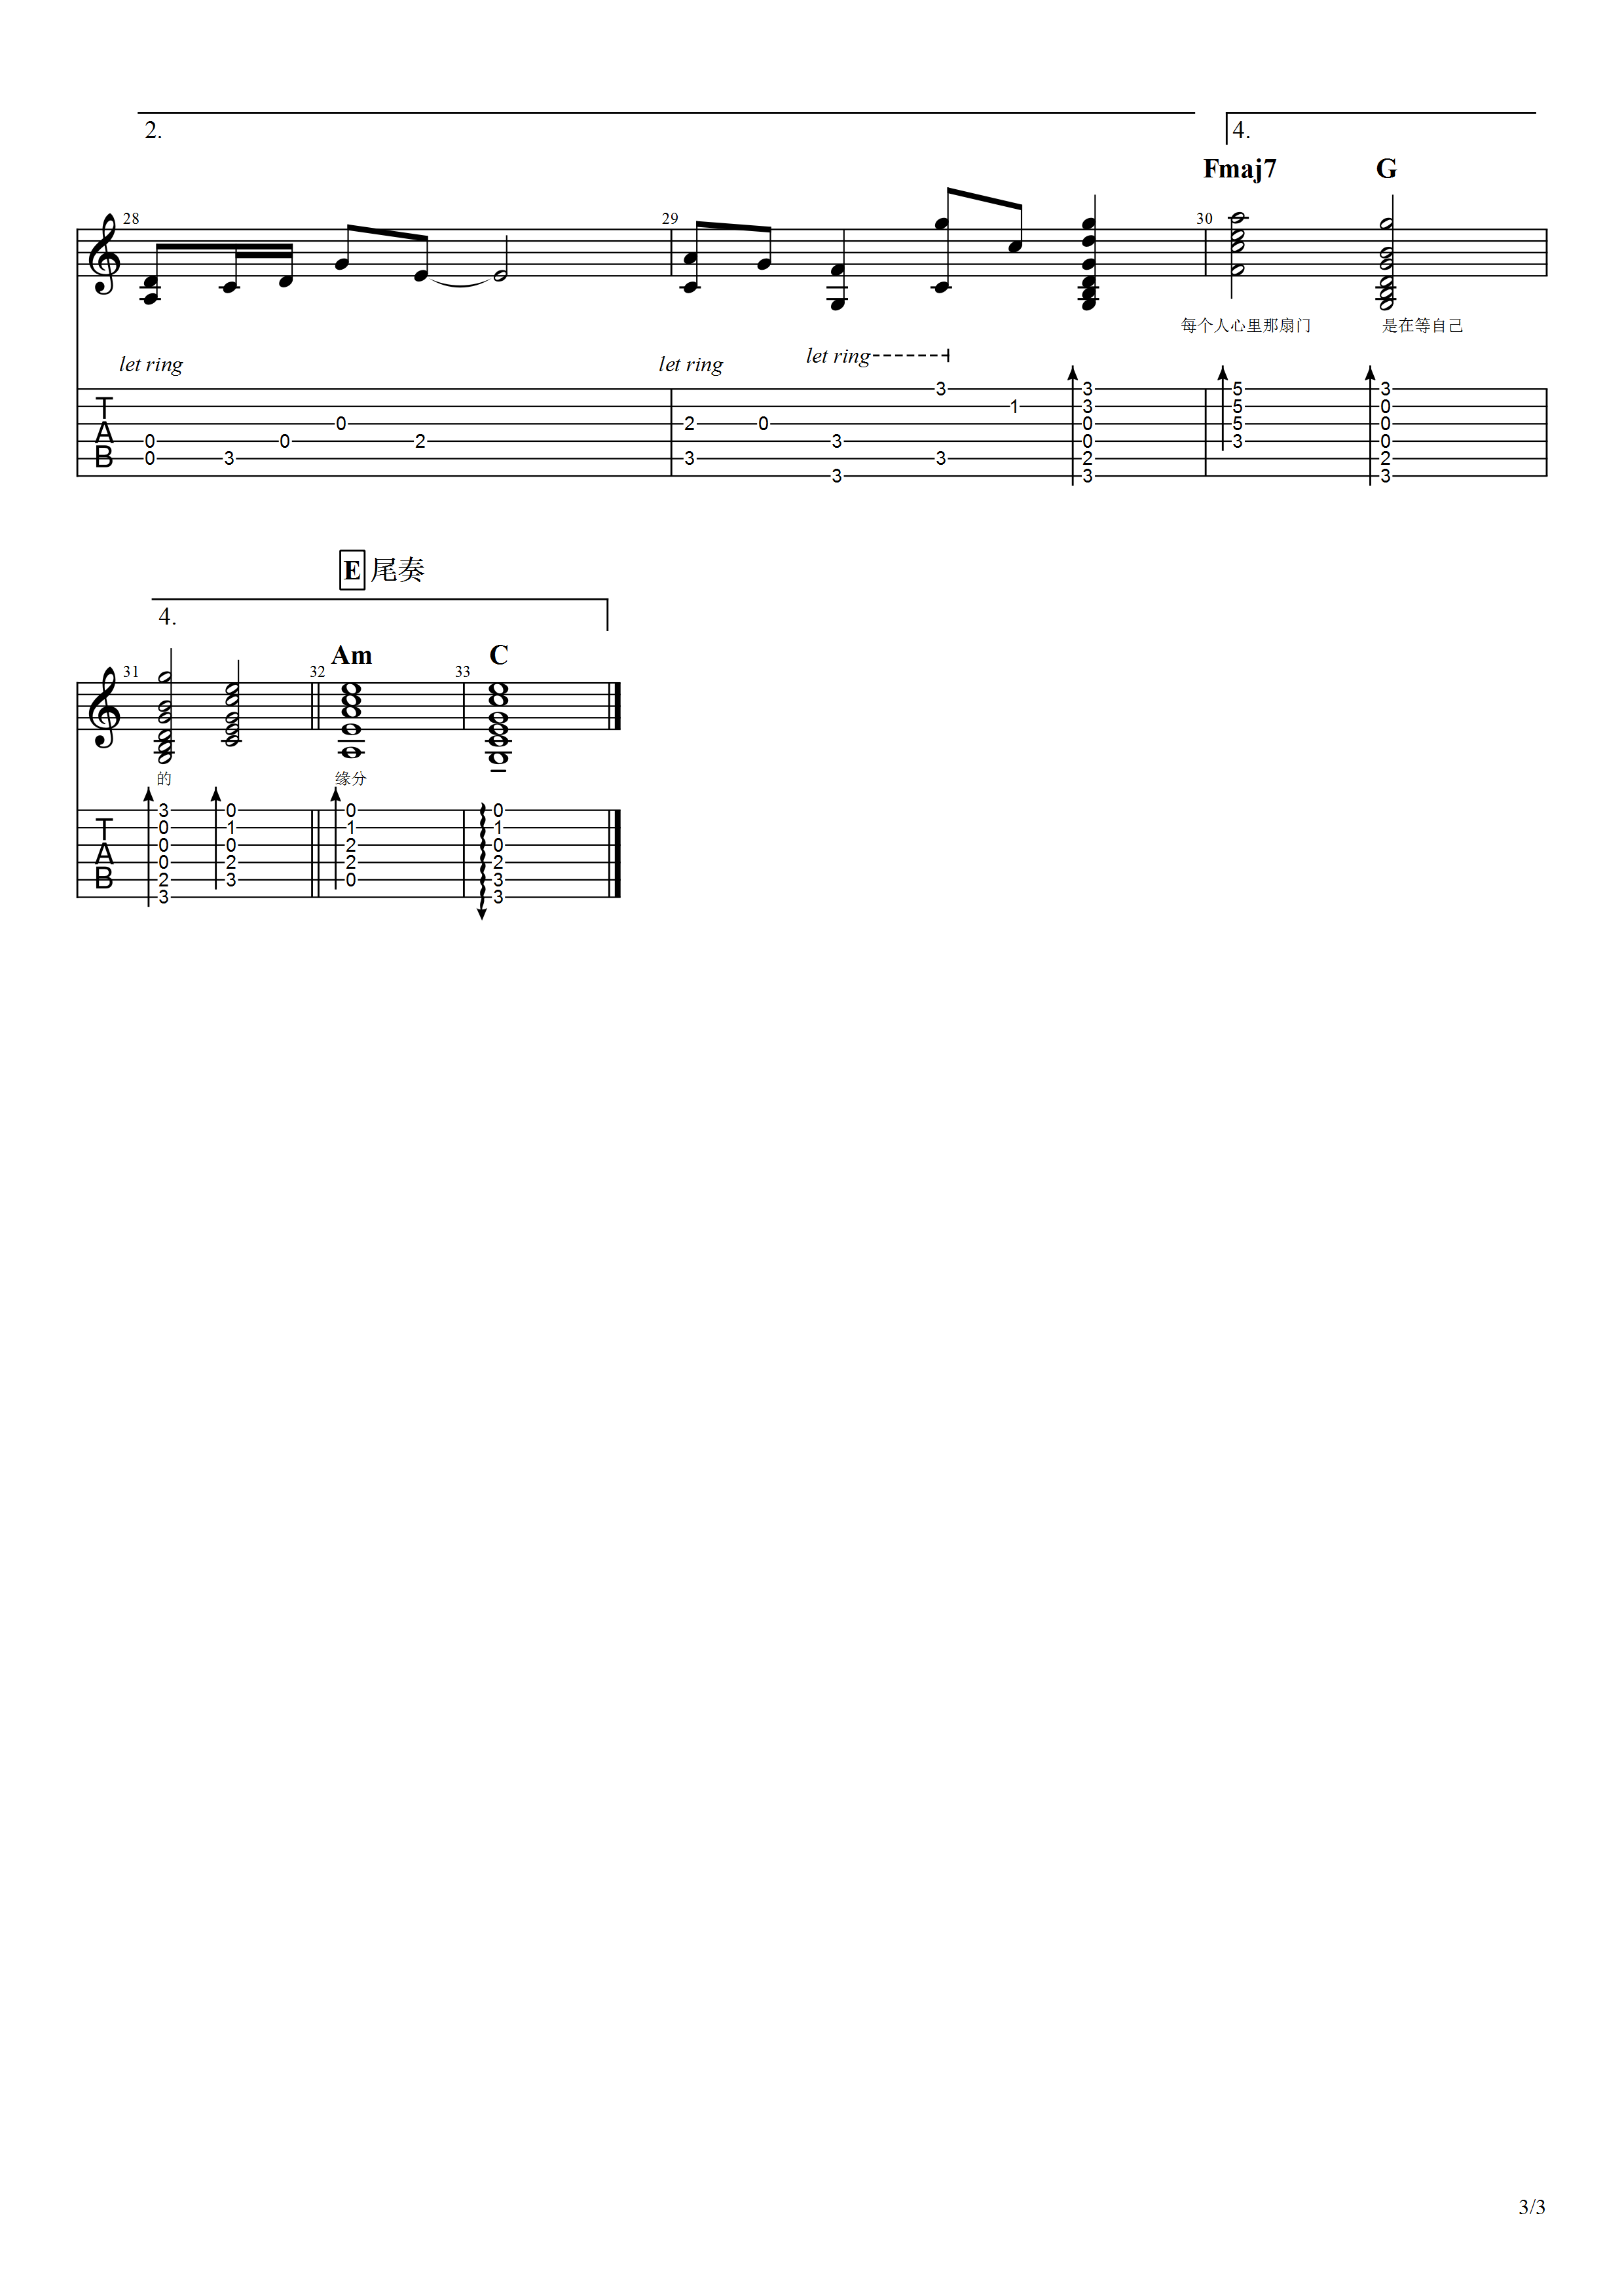 2. 4.
Fmaj7 G
28 29 30
每个人心里那扇门 是在等自己
let ring let ring let ring
3 3 5 3
1 3 5 0
0 2 0 0 5 0
0 0 2 3 0 3 0
0 3 3 3 2 2
3 3 3
TAB
E 尾奏
4.
Am C
31 32 33
的 缘分
3 0 0 0
0 1 1 1
0 0 2 0
0 2 2 2
2 3 0 3
3 3
TAB
3/3